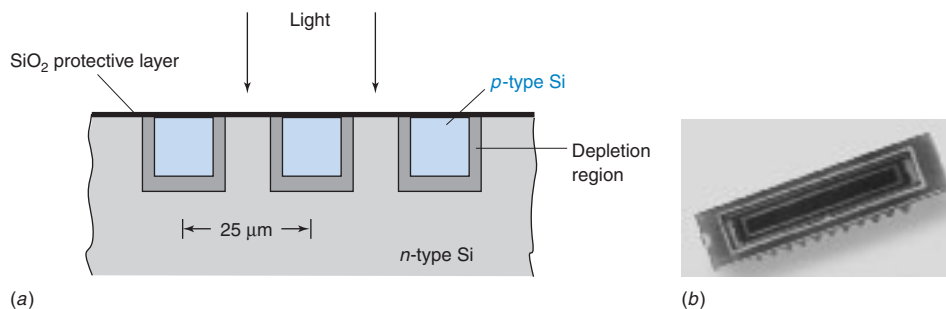 Light
SiO₂ protective layer
p-type Si
Depletion
region
25 μm
n-type Si
(a)
(b)